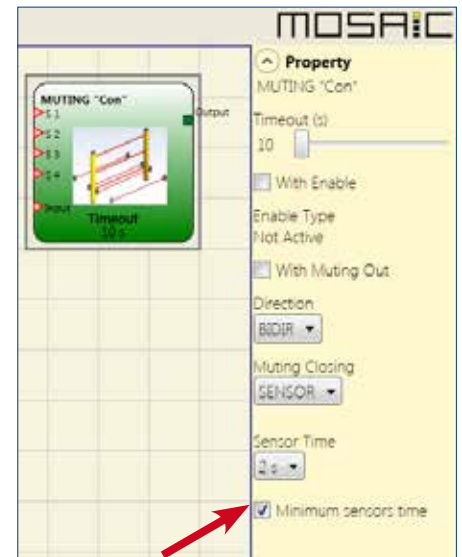 MOSAIC
MUTING "Con"
S1
S2
S3
S4
Input
Output
Timeout
10 s
Property
MUTING "Con"
Timeout (s)
10
With Enable
Enable Type
Not Active
With Muting Out
Direction
BIDIR
Muting Closing
SENSOR
Sensor Time
2 s
Minimum sensors time